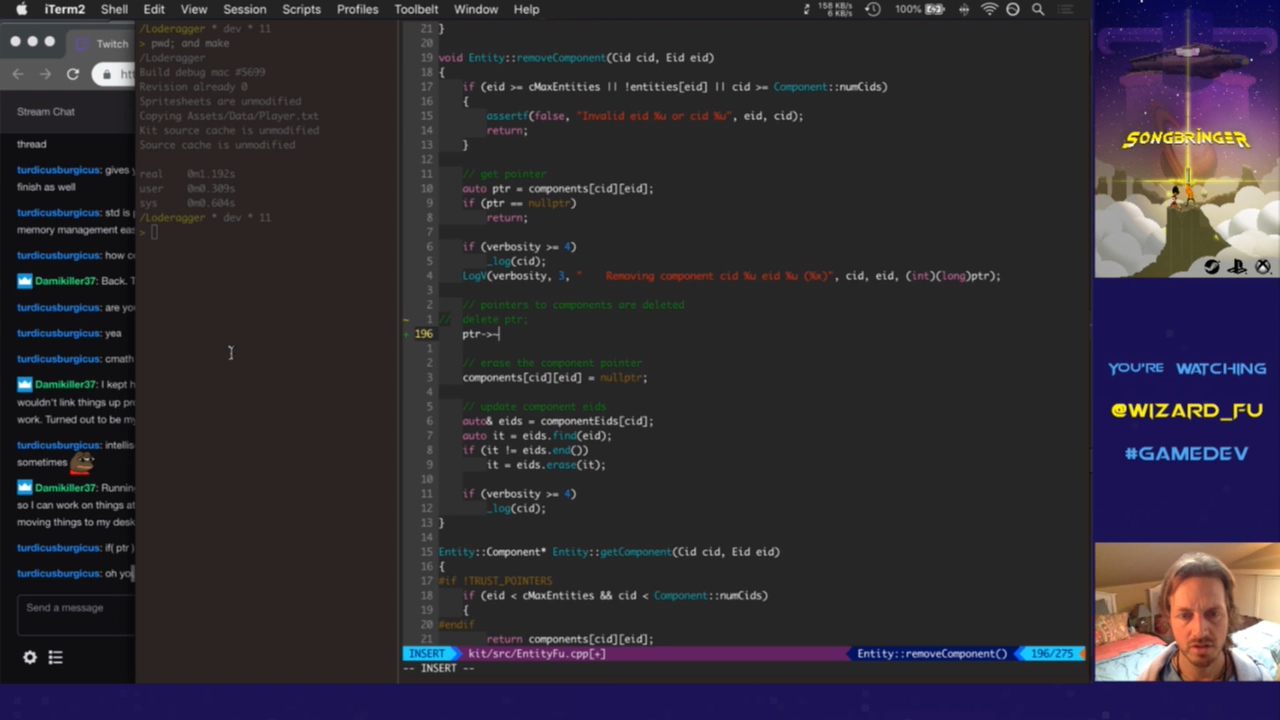 iTerm2 Shell Edit View Session Scripts Profiles Toolbelt Window Help
158 KB/s
6 KB/s
100%
Twitch
Stream Chat
thread
turdicusburgicus: gives y
finish as well
turdicusburgicus: std is p
memory management eas
turdicusburgicus: how co
Damikiller37: Back. T
turdicusburgicus: are you
turdicusburgicus: yea
turdicusburgicus: cmath
Damikiller37: I kept h
wouldn't link things up pro
work. Turned out to be my
turdicusburgicus: intellis
sometimes
Damikiller37: Runnin
so I can work on things at
moving things to my desk
turdicusburgicus: if( ptr )
turdicusburgicus: oh yo
Send a message
/Loderagger * dev * 11
> pwd; and make
/Loderagger
Build debug mac #5699
Revision already 0
Spritesheets are unmodified
Copying Assets/Data/Player.txt
Kit source cache is unmodified
Source cache is unmodified
real 0m1.192s
user 0m0.309s
sys 0m0.604s
/Loderagger * dev * 11
>
21 }
20
19 void Entity::removeComponent(Cid cid, Eid eid)
18 {
17 if (eid >= cMaxEntities || !entities[eid] || cid >= Component::numCids)
16 {
15 assertf(false, "Invalid eid %u or cid %u", eid, cid);
14 return;
13 }
12
11 // get pointer
10 auto ptr = components[cid][eid];
9 if (ptr == nullptr)
8 return;
7
6 if (verbosity >= 4)
5 _log(cid);
4 LogV(verbosity, 3, " Removing component cid %u eid %u (%x)", cid, eid, (int)(long)ptr);
3
2 // pointers to components are deleted
~ 1 // delete ptr;
+ 196 ptr->~
1
2 // erase the component pointer
3 components[cid][eid] = nullptr;
4
5 // update component eids
6 auto& eids = componentEids[cid];
7 auto it = eids.find(eid);
8 if (it != eids.end())
9 it = eids.erase(it);
10
11 if (verbosity >= 4)
12 _log(cid);
13 }
14
15 Entity::Component* Entity::getComponent(Cid cid, Eid eid)
16 {
17 #if !TRUST_POINTERS
18 if (eid < cMaxEntities && cid < Component::numCids)
19 {
20 #endif
21 return components[cid][eid];
INSERT kit/src/EntityFu.cpp[+] Entity::removeComponent() 196/275
-- INSERT --
SONGBRINGER
YOU'RE WATCHING
@WIZARD_FU
#GAMEDEV